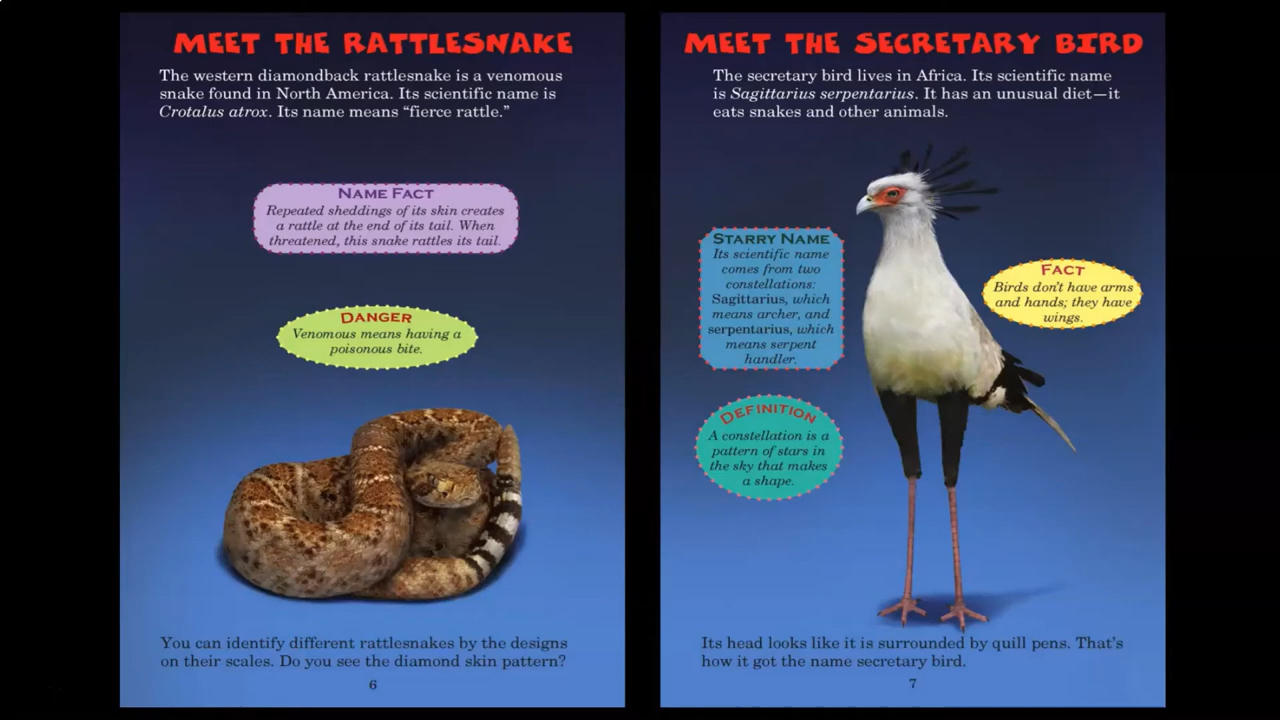 MEET THE RATTLESNAKE
The western diamondback rattlesnake is a venomous
snake found in North America. Its scientific name is
Crotalus atrox. Its name means “fierce rattle.”
NAME FACT
Repeated sheddings of its skin creates
a rattle at the end of its tail. When
threatened, this snake rattles its tail.
DANGER
Venomous means having a
poisonous bite.
You can identify different rattlesnakes by the designs
on their scales. Do you see the diamond skin pattern?
6
MEET THE SECRETARY BIRD
The secretary bird lives in Africa. Its scientific name
is Sagittarius serpentarius. It has an unusual diet—it
eats snakes and other animals.
STARRY NAME
Its scientific name
comes from two
constellations:
Sagittarius, which
means archer, and
serpentarius, which
means serpent
handler.
FACT
Birds don’t have arms
and hands; they have
wings.
DEFINITION
A constellation is a
pattern of stars in
the sky that makes
a shape.
Its head looks like it is surrounded by quill pens. That’s
how it got the name secretary bird.
7